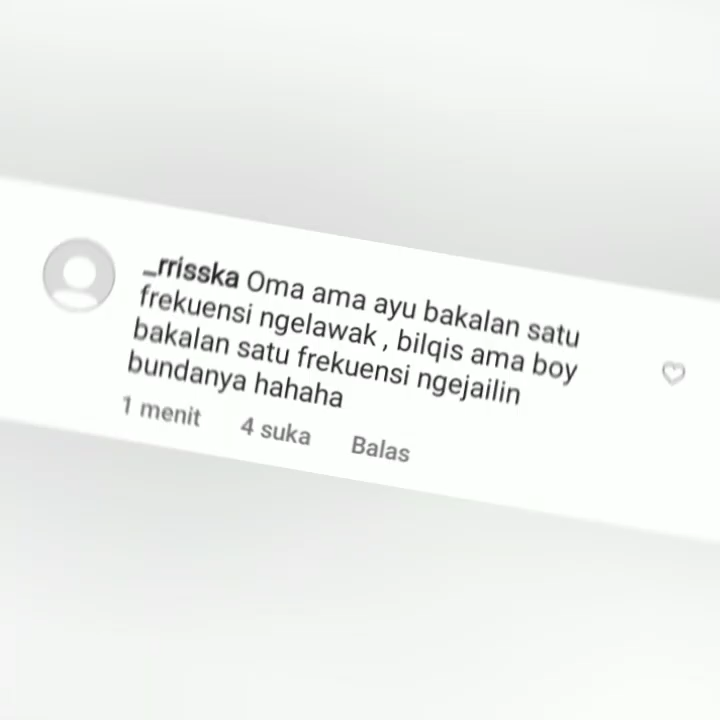 _rrisska Oma ama ayu bakalan satu
frekuensi ngelawak , bilqis ama boy
bakalan satu frekuensi ngejailin
bundanya hahaha
1 menit 4 suka Balas